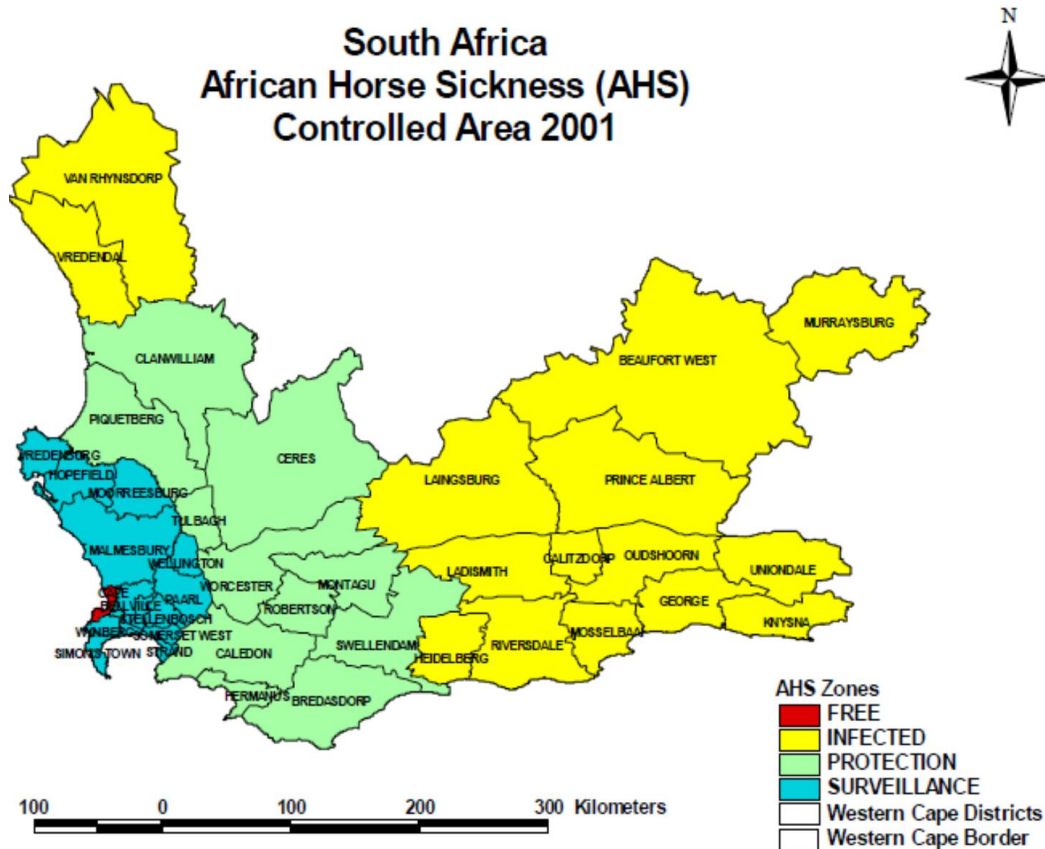 N
South Africa
African Horse Sickness (AHS)
Controlled Area 2001
VAN RHYNSDORP
VREDENDAL
MURRAYSBURG
CLANWILLIAM
BEAUFORT WEST
PIQUETBERG
VREDENBURG
CERES
HOPEFIELD
LAINGSBURG
PRINCE ALBERT
MOORREESBURG
TULBAGH
MALMESBURY
WELLINGTON
CALITZDORP
OUDSHOORN
LADISMITH
UNIONDALE
WORCESTER
MONTAGU
CAPE
PAARL
BELLVILLE
ROBERTSON
GEORGE
STELLENBOSCH
KNYSNA
WYNBERG
SOMERSET WEST
MOSSELBAAI
SWELLENDAM
RIVERSDALE
SIMONS TOWN
STRAND
CALEDON
HEIDELBERG
HERMANUS
BREDASDORP
AHS Zones
FREE
INFECTED
PROTECTION
SURVEILLANCE
Western Cape Districts
Western Cape Border
100 0 100 200 300 Kilometers